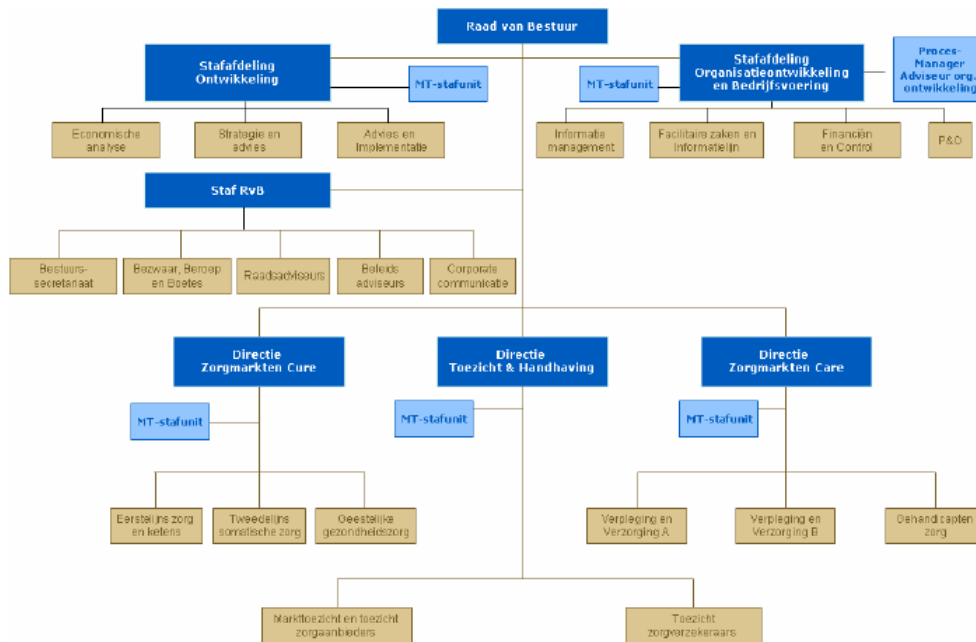 Raad van Bestuur
Stafafdeling
Ontwikkeling
MT-stafunit
MT-stafunit
Stafafdeling
Organisatieontwikkeling
en Bedrijfsvoering
Proces-
Manager
Adviseur org.
ontwikkeling
Economische
analyse
Strategie en
advies
Advies en
Implementatie
Informatie
management
Facilitaire zaken en
Informatielijn
Financiën
en Control
P&O
Staf RvB
Bestuurs-
secretariaat
Bezwaar, Beroep
en Boetes
Raadsadviseurs
Beleids
adviseurs
Corporate
communicatie
Directie
Zorgmarkten Cure
Directie
Toezicht & Handhaving
Directie
Zorgmarkten Care
MT-stafunit
MT-stafunit
MT-stafunit
Eerstelijns zorg
en ketens
Tweedelijns
somatische zorg
Geestelijke
gezondheidszorg
Verpleging en
Verzorging A
Verpleging en
Verzorging B
Gehandicapten
zorg
Markttoezicht en toezicht
zorgaanbieders
Toezicht
zorgverzekeraars